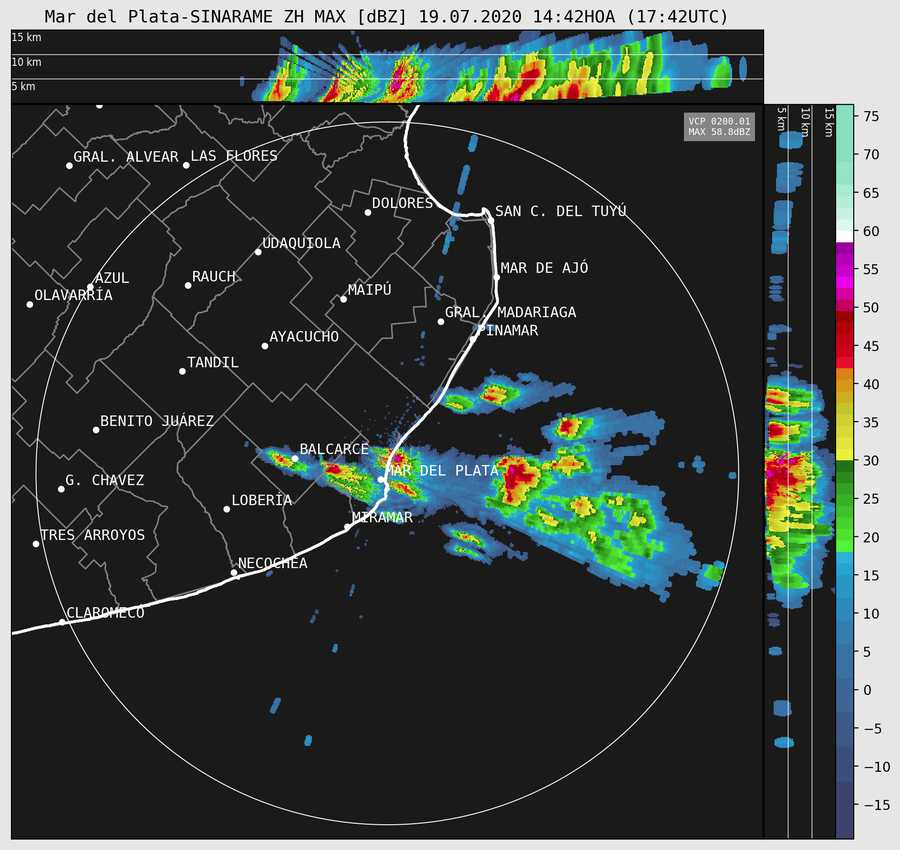 Mar del Plata-SINARAME ZH MAX [dBZ] 19.07.2020 14:42HOA (17:42UTC)
15 km
10 km
5 km
5 km
10 km
15 km
VCP 0200.01
MAX 58.8dBZ
GRAL. ALVEAR
LAS FLORES
DOLORES
SAN C. DEL TUYÚ
UDAQUIOLA
MAR DE AJÓ
AZUL
RAUCH
OLAVARRÍA
MAIPÚ
GRAL. MADARIAGA
INAMAR
AYACUCHO
TANDIL
BENITO JUÁREZ
BALCARCE
MAR DEL PLATA
G. CHAVEZ
LOBERÍA
MIRAMAR
TRES ARROYOS
NECOCHEA
CLAROMECÓ
75
70
65
60
55
50
45
40
35
30
25
20
15
10
5
0
−5
−10
−15